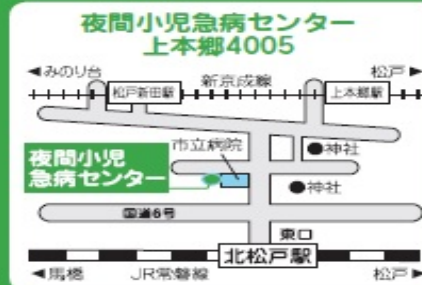 夜間小児急病センター
上本郷4005
◀みのり台
松戸▶
松戸新田駅
新京成線
上本郷駅
市立病院
●神社
夜間小児
急病センター
●神社
国道6号
東口
北松戸駅
◀馬橋
JR常磐線
松戸▶